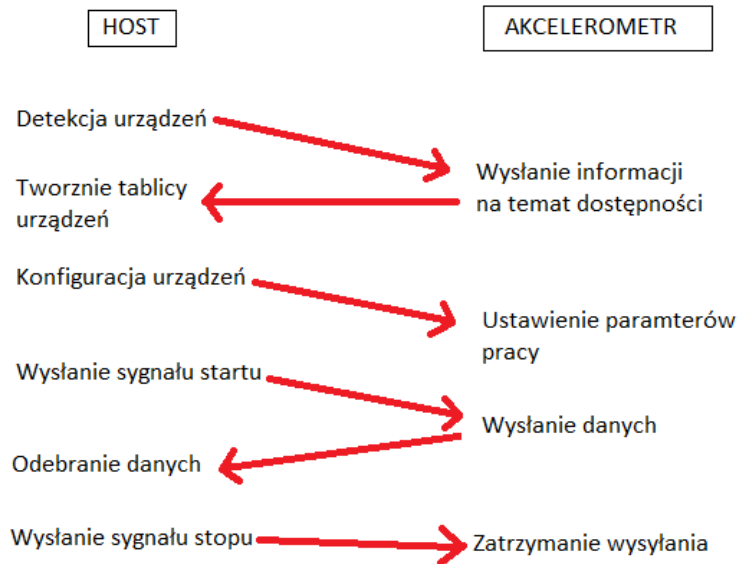 HOST
AKCELEROMETR
Detekcja urządzeń
Wysłanie informacji
na temat dostępności
Tworznie tablicy
urządzeń
Konfiguracja urządzeń
Ustawienie paramterów
pracy
Wysłanie sygnału startu
Wysłanie danych
Odebranie danych
Wysłanie sygnału stopu
Zatrzymanie wysyłania